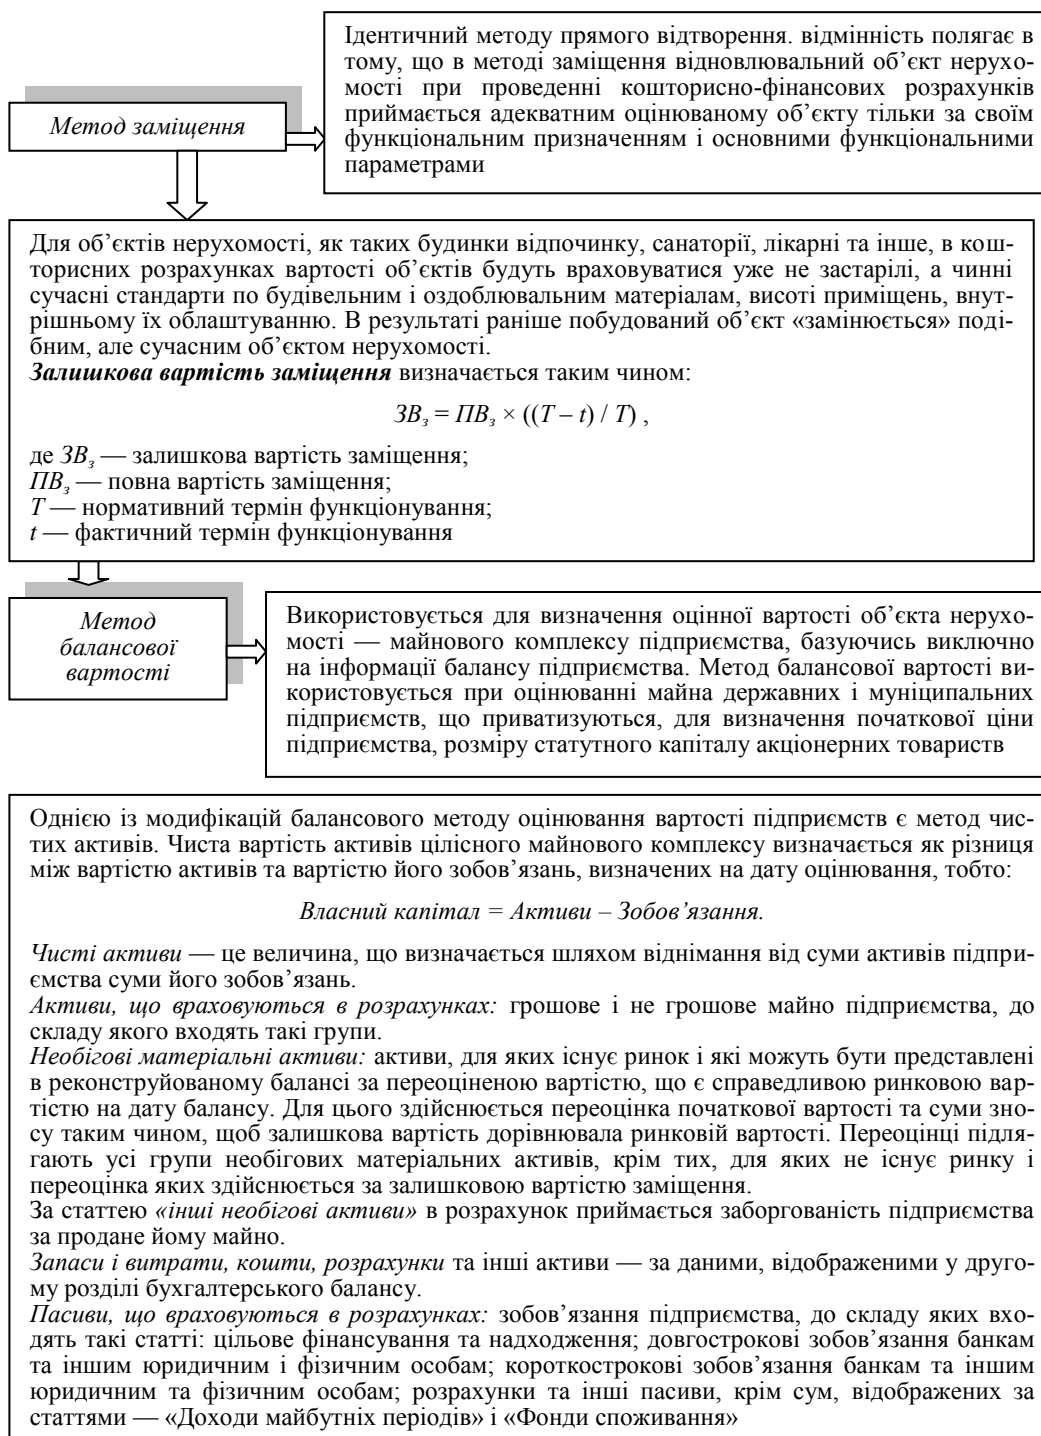 Ідентичний методу прямого відтворення. відмінність полягає в
тому, що в методі заміщення відновлювальний об’єкт нерухо-
мості при проведенні кошторисно-фінансових розрахунків
приймається адекватним оцінюваному об’єкту тільки за своїм
функціональним призначенням і основними функціональними
параметрами
Метод заміщення
Для об’єктів нерухомості, як таких будинки відпочинку, санаторії, лікарні та інше, в кош-
торисних розрахунках вартості об’єктів будуть враховуватися уже не застарілі, а чинні
сучасні стандарти по будівельним і оздоблювальним матеріалам, висоті приміщень, внут-
рішньому їх облаштуванню. В результаті раніше побудований об’єкт «замінюється» поді-
бним, але сучасним об’єктом нерухомості.
Залишкова вартість заміщення визначається таким чином:
ЗВз = ПВз × ((T – t) / T) ,
де ЗВз — залишкова вартість заміщення;
ПВз — повна вартість заміщення;
T — нормативний термін функціонування;
t — фактичний термін функціонування
Метод
балансової
вартості
Використовується для визначення оцінної вартості об’єкта нерухо-
мості — майнового комплексу підприємства, базуючись виключно
на інформації балансу підприємства. Метод балансової вартості ви-
користовується при оцінюванні майна державних і муніципальних
підприємств, що приватизуються, для визначення початкової ціни
підприємства, розміру статутного капіталу акціонерних товариств
Однією із модифікацій балансового методу оцінювання вартості підприємств є метод чис-
тих активів. Чиста вартість активів цілісного майнового комплексу визначається як різниця
між вартістю активів та вартістю його зобов’язань, визначених на дату оцінювання, тобто:
Власний капітал = Активи – Зобов’язання.
Чисті активи — це величина, що визначається шляхом віднімання від суми активів підпри-
ємства суми його зобов’язань.
Активи, що враховуються в розрахунках: грошове і не грошове майно підприємства, до
складу якого входять такі групи.
Необігові матеріальні активи: активи, для яких існує ринок і які можуть бути представлені
в реконструйованому балансі за переоціненою вартістю, що є справедливою ринковою вар-
тістю на дату балансу. Для цього здійснюється переоцінка початкової вартості та суми зно-
су таким чином, щоб залишкова вартість дорівнювала ринковій вартості. Переоцінці підля-
гають усі групи необігових матеріальних активів, крім тих, для яких не існує ринку і
переоцінка яких здійснюється за залишковою вартістю заміщення.
За статтею «інші необігові активи» в розрахунок приймається заборгованість підприємства
за продане йому майно.
Запаси і витрати, кошти, розрахунки та інші активи — за даними, відображеними у друго-
му розділі бухгалтерського балансу.
Пасиви, що враховуються в розрахунках: зобов’язання підприємства, до складу яких вхо-
дять такі статті: цільове фінансування та надходження; довгострокові зобов’язання банкам
та іншим юридичним і фізичним особам; короткострокові зобов’язання банкам та іншим
юридичним та фізичним особам; розрахунки та інші пасиви, крім сум, відображених за
статтями — «Доходи майбутніх періодів» і «Фонди споживання»